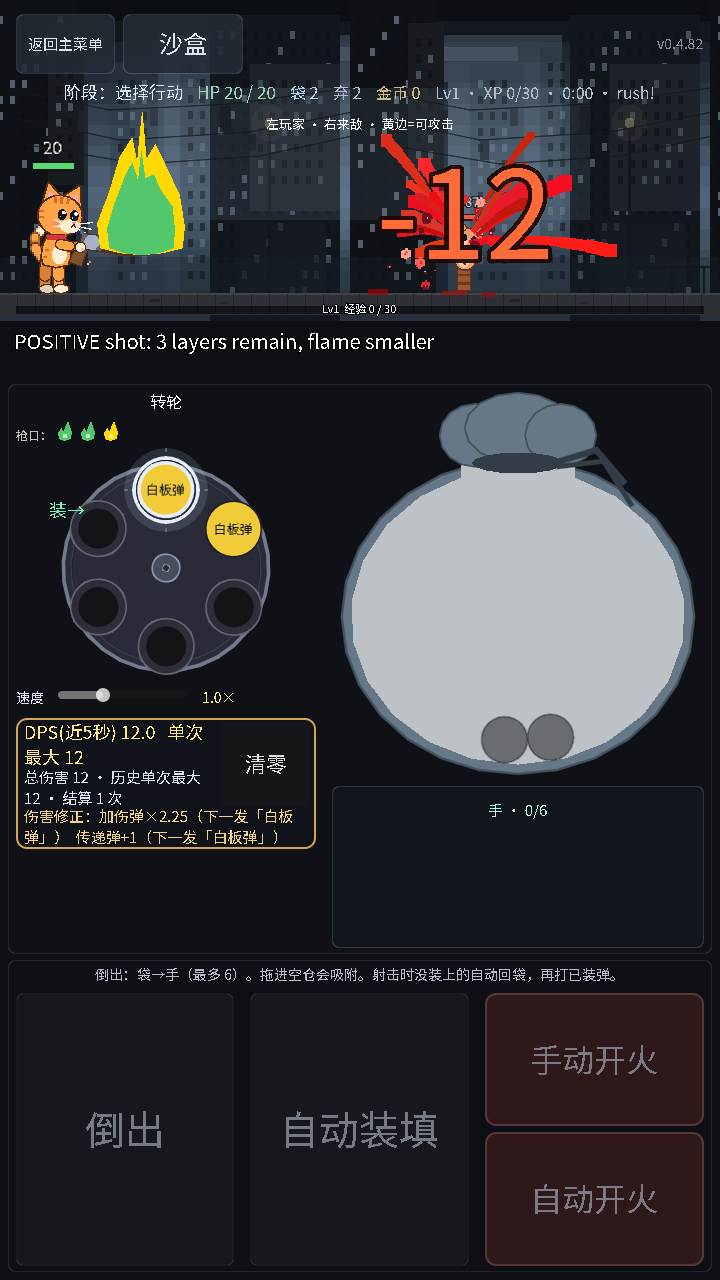 返回主菜单
沙盒
v0.4.82
阶段：选择行动 HP 20 / 20 袋 2 弃 2 金币 0 Lv1 · XP 0/30 · 0:00 · rush!
左玩家 · 右来敌 · 黄边=可攻击
20
-12
Lv1 经验 0 / 30
POSITIVE shot: 3 layers remain, flame smaller
转轮
枪口：
白板弹
装→
白板弹
速度
1.0×
DPS(近5秒) 12.0 单次
最大 12
总伤害 12 · 历史单次最大
12 · 结算 1 次
伤害修正：加伤弹×2.25（下一发「白板
弹」） 传递弹+1（下一发「白板弹」）
清零
手 · 0/6
倒出：袋→手（最多 6）。拖进空仓会吸附。射击时没装上的自动回袋，再打已装弹。
倒出
自动装填
手动开火
自动开火